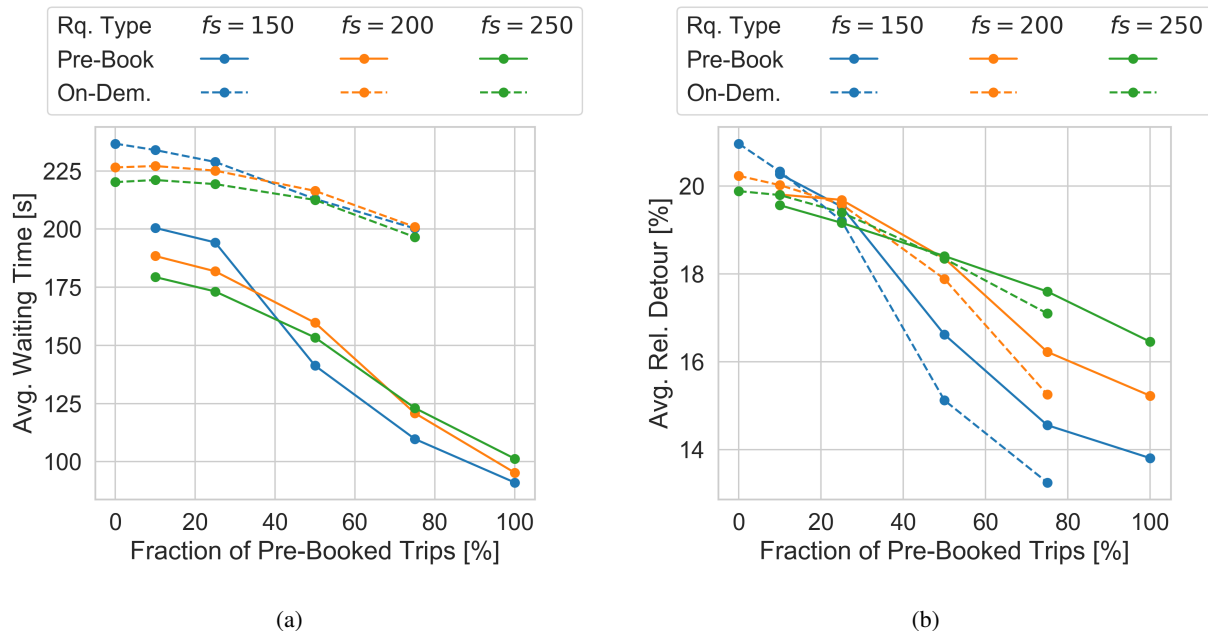 Rq. Type fs = 150 fs = 200 fs = 250
Pre-Book
On-Dem.
Avg. Waiting Time [s]
225
200
175
150
125
100
0 20 40 60 80 100
Fraction of Pre-Booked Trips [%]
(a)
Rq. Type fs = 150 fs = 200 fs = 250
Pre-Book
On-Dem.
Avg. Rel. Detour [%]
20
18
16
14
0 20 40 60 80 100
Fraction of Pre-Booked Trips [%]
(b)